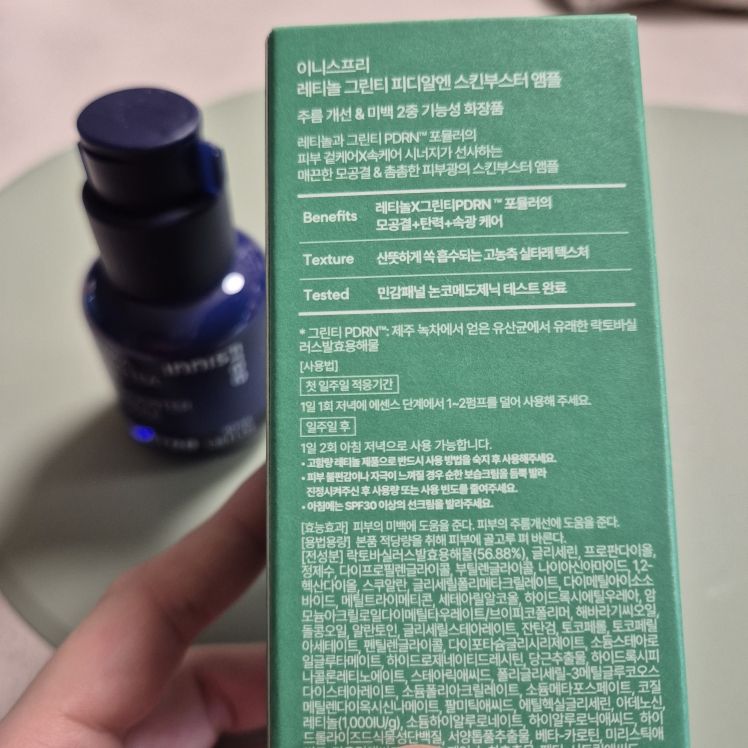 이니스프리
레티놀 그린티 피디알엔 스킨부스터 앰플
주름 개선 & 미백 2중 기능성 화장품
레티놀과 그린티 PDRN™ 포뮬러의
피부 겉케어X속케어 시너지가 선사하는
매끈한 모공결 & 촘촘한 피부광의 스킨부스터 앰플
Benefits 레티놀X그린티PDRN ™ 포뮬러의
모공결+탄력+속광 케어
Texture 산뜻하게 쏙 흡수되는 고농축 실타래 텍스처
Tested 민감패널 논코메도제닉 테스트 완료
* 그린티 PDRN™: 제주 녹차에서 얻은 유산균에서 유래한 락토바실
러스발효용해물
[사용법]
첫 일주일 적응기간
1일 1회 저녁에 에센스 단계에서 1~2펌프를 덜어 사용해 주세요.
일주일 후
1일 2회 아침 저녁으로 사용 가능합니다.
• 고함량 레티놀 제품으로 반드시 사용 방법을 숙지 후 사용해주세요.
• 피부 불편감이나 자극이 느껴질 경우 순한 보습크림을 듬뿍 발라
진정시켜주신 후 사용량 또는 사용 빈도를 줄여주세요.
• 아침에는 SPF30 이상의 선크림을 발라주세요.
[효능효과] 피부의 미백에 도움을 준다. 피부의 주름개선에 도움을 준다.
[용법용량] 본품 적당량을 취해 피부에 골고루 펴 바른다.
[전성분] 락토바실러스발효용해물(56.88%), 글리세린, 프로판다이올,
정제수, 다이프로필렌글라이콜, 부틸렌글라이콜, 나이아신아마이드, 1,2-
헥산다이올, 스쿠알란, 글리세릴폴리메타크릴레이트, 다이메틸아이소소
바이드, 메틸트라이메티콘, 세테아릴알코올, 하이드록시에틸우레아, 암
모늄아크릴로일다이메틸타우레이트/브이피코폴리머, 해바라기씨오일,
돌콩오일, 알란토인, 글리세릴스테아레이트, 잔탄검, 토코페롤, 토코페릴
아세테이트, 펜틸렌글라이콜, 다이포타슘글리시리제이트, 소듐스테아로
일글루타메이트, 하이드로제네이티드레시틴, 당근추출물, 하이드록시피
나콜론레티노에이트, 스테아릭애씨드, 폴리글리세릴-3메틸글루코오스
다이스테아레이트, 소듐폴리아크릴레이트, 소듐메타포스페이트, 코질
메틸렌다이옥시신나메이트, 팔미틱애씨드, 에틸헥실글리세린, 아데노신,
레티놀(1,000IU/g), 소듐하이알루로네이트, 하이알루로닉애씨드, 하이
드롤라이즈드식물성단백질, 서양톱풀추출물, 베타-카로틴, 미리스틱애